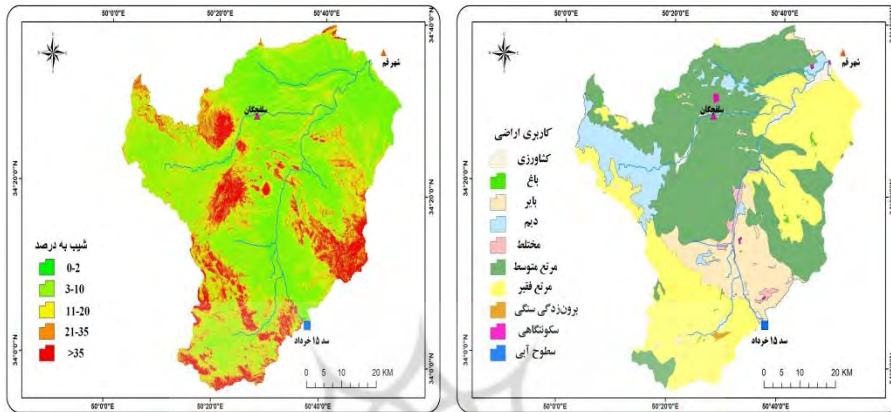 50°0'0"E 50°20'0"E 50°40'0"E
34°40'0"N
34°20'0"N
34°0'0"N
شهر قم
سلفچگان
شیب به درصد
0-2
3-10
11-20
21-35
>35
سد ۱۵ خرداد
0 5 10 20 KM
50°0'0"E 50°20'0"E 50°40'0"E
50°0'0"E 50°20'0"E 50°40'0"E
34°20'0"N
34°0'0"N
شهر قم
سلفچگان
کاربری اراضی
کشاورزی
باغ
بایر
دیم
مختلط
مرتع متوسط
مرتع فقیر
برون‌زدگی سنگی
سکونتگاهی
سطوح آبی
سد ۱۵ خرداد
0 5 10 20 KM
50°0'0"E 50°20'0"E 50°40'0"E